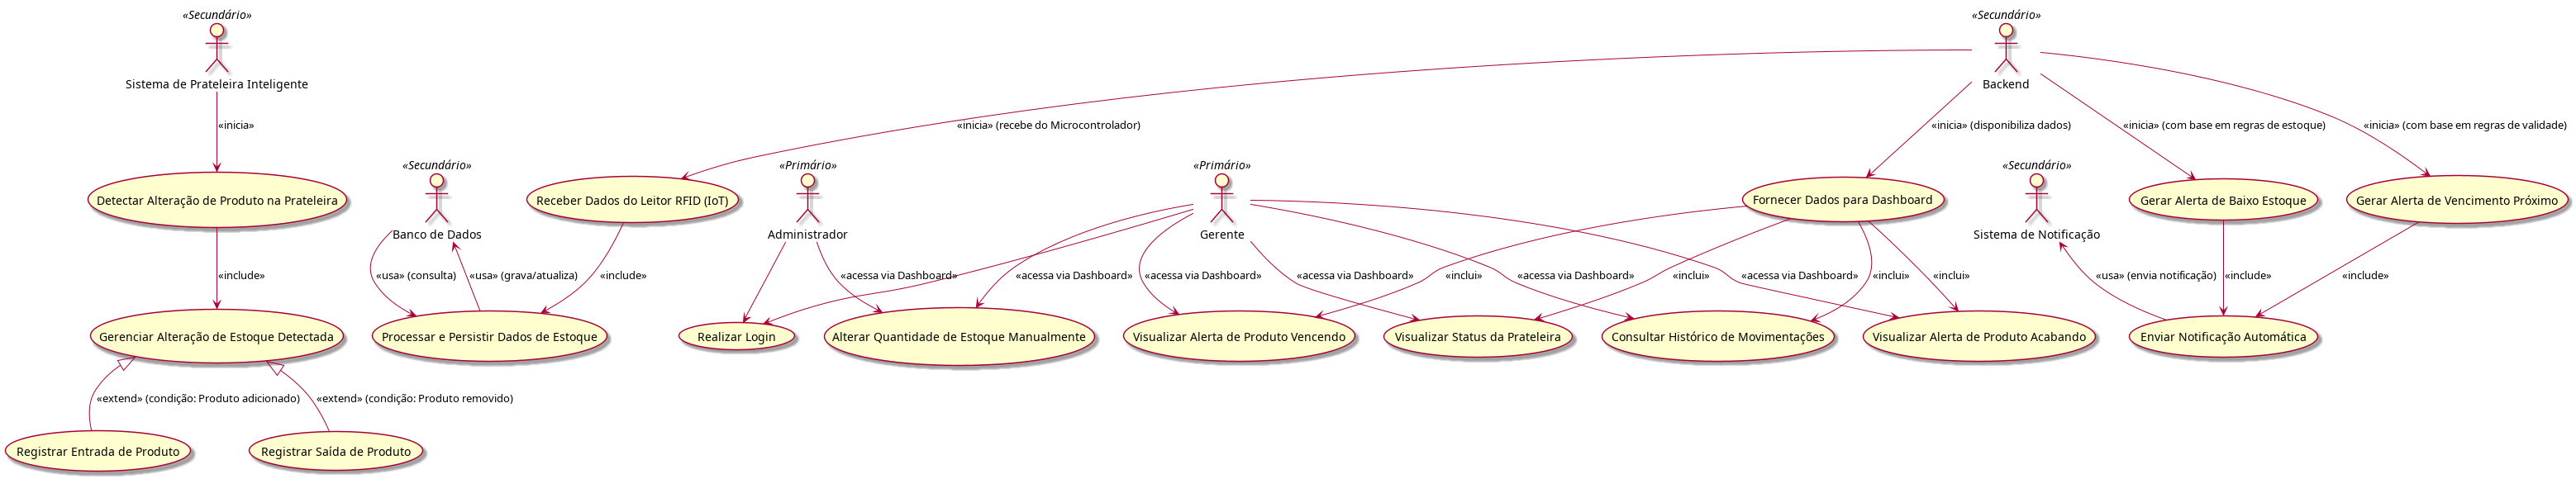 «Secundário»
Sistema de Prateleira Inteligente
«Secundário»
Backend
«inicia»
«inicia» (recebe do Microcontrolador)
«inicia» (disponibiliza dados)
«inicia» (com base em regras de estoque)
«inicia» (com base em regras de validade)
Detectar Alteração de Produto na Prateleira
«Secundário»
Banco de Dados
Receber Dados do Leitor RFID (IoT)
«Primário»
Administrador
«Primário»
Gerente
Fornecer Dados para Dashboard
«Secundário»
Sistema de Notificação
Gerar Alerta de Baixo Estoque
Gerar Alerta de Vencimento Próximo
«include»
«usa» (consulta)
«usa» (grava/atualiza)
«include»
«acessa via Dashboard»
«acessa via Dashboard»
«acessa via Dashboard»
«acessa via Dashboard»
«inclui»
«acessa via Dashboard»
«inclui»
«acessa via Dashboard»
«inclui»
«inclui»
«usa» (envia notificação)
«include»
«include»
Gerenciar Alteração de Estoque Detectada
Processar e Persistir Dados de Estoque
Realizar Login
Alterar Quantidade de Estoque Manualmente
Visualizar Alerta de Produto Vencendo
Visualizar Status da Prateleira
Consultar Histórico de Movimentações
Visualizar Alerta de Produto Acabando
Enviar Notificação Automática
«extend» (condição: Produto adicionado)
«extend» (condição: Produto removido)
Registrar Entrada de Produto
Registrar Saída de Produto